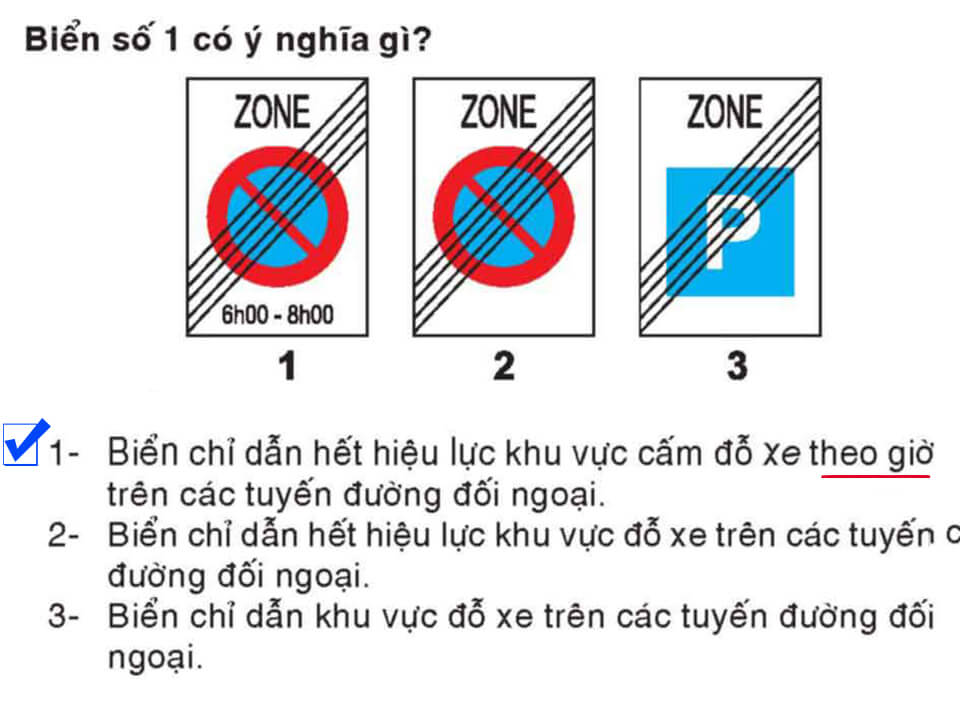 Biển số 1 có ý nghĩa gì?
ZONE
ZONE
ZONE
P
6h00 - 8h00
1
2
3
1- Biển chỉ dẫn hết hiệu lực khu vực cấm đỗ xe theo giờ
trên các tuyến đường đối ngoại.
2- Biển chỉ dẫn hết hiệu lực khu vực đỗ xe trên các tuyến c
đường đối ngoại.
3- Biển chỉ dẫn khu vực đỗ xe trên các tuyến đường đối
ngoại.